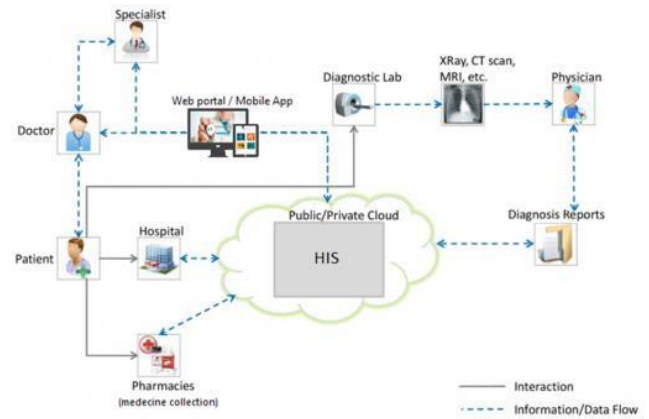 Specialist
XRay, CT scan,
MRI, etc.
Diagnostic Lab
Physician
Web portal / Mobile App
Doctor
Public/Private Cloud
Diagnosis Reports
Hospital
HIS
Patient
Pharmacies
(medecine collection)
Interaction
Information/Data Flow